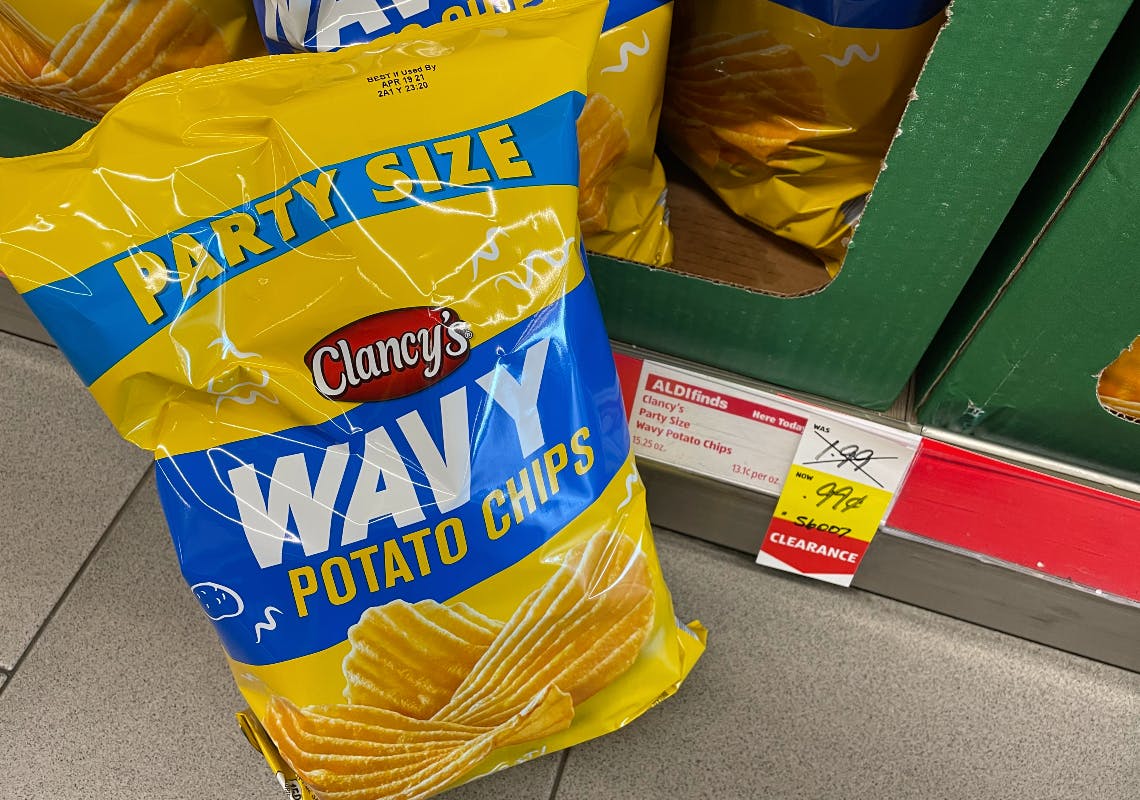 WAVY
BEST If Used By
APR 19 21
2A1 Y 23:20
PARTY SIZE
Clancy's®
WAVY
POTATO CHIPS
ALDIfinds
Here Today
Clancy's
Party Size
Wavy Potato Chips
15.25 oz.
13.1¢ per oz.
WAS
1.99
NOW
.99¢
56007
CLEARANCE